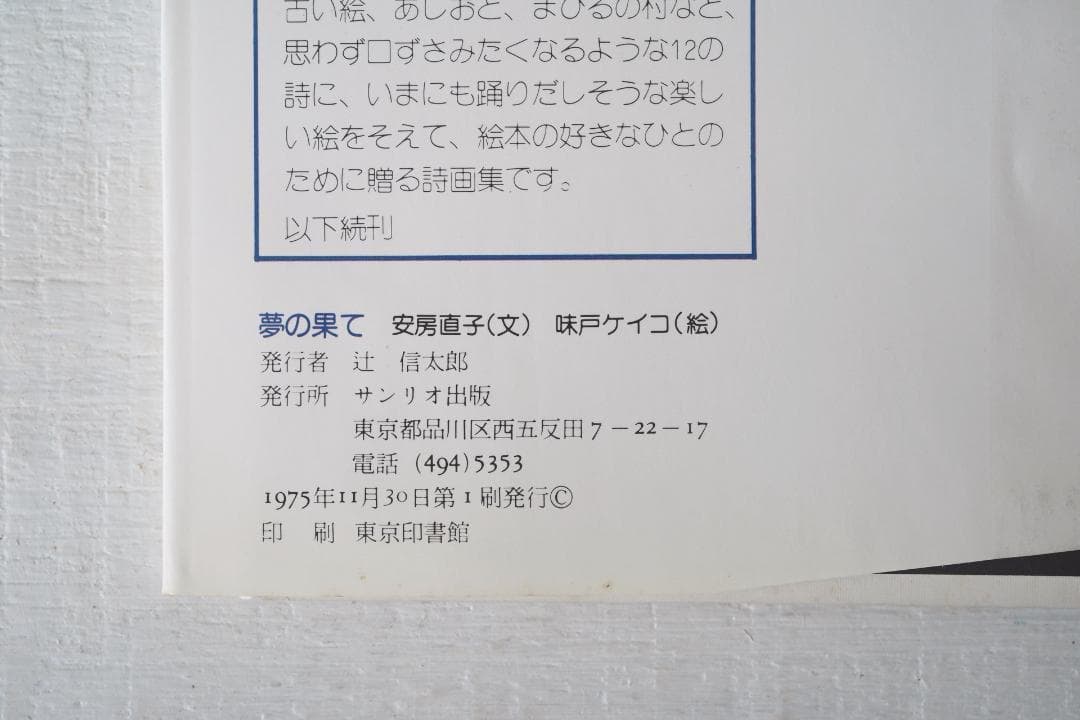 古い絵、あしおと、まひるの村など、
思わず口ずさみたくなるような12の
詩に、いまにも踊りだしそうな楽し
い絵をそえて、絵本の好きなひとの
ために贈る詩画集です。
以下続刊
夢の果て 安房直子(文) 味戸ケイコ(絵)
発行者 辻 信太郎
発行所 サンリオ出版
東京都品川区西五反田7-22-17
電話 (494)5353
1975年11月30日第1刷発行©
印 刷 東京印書館